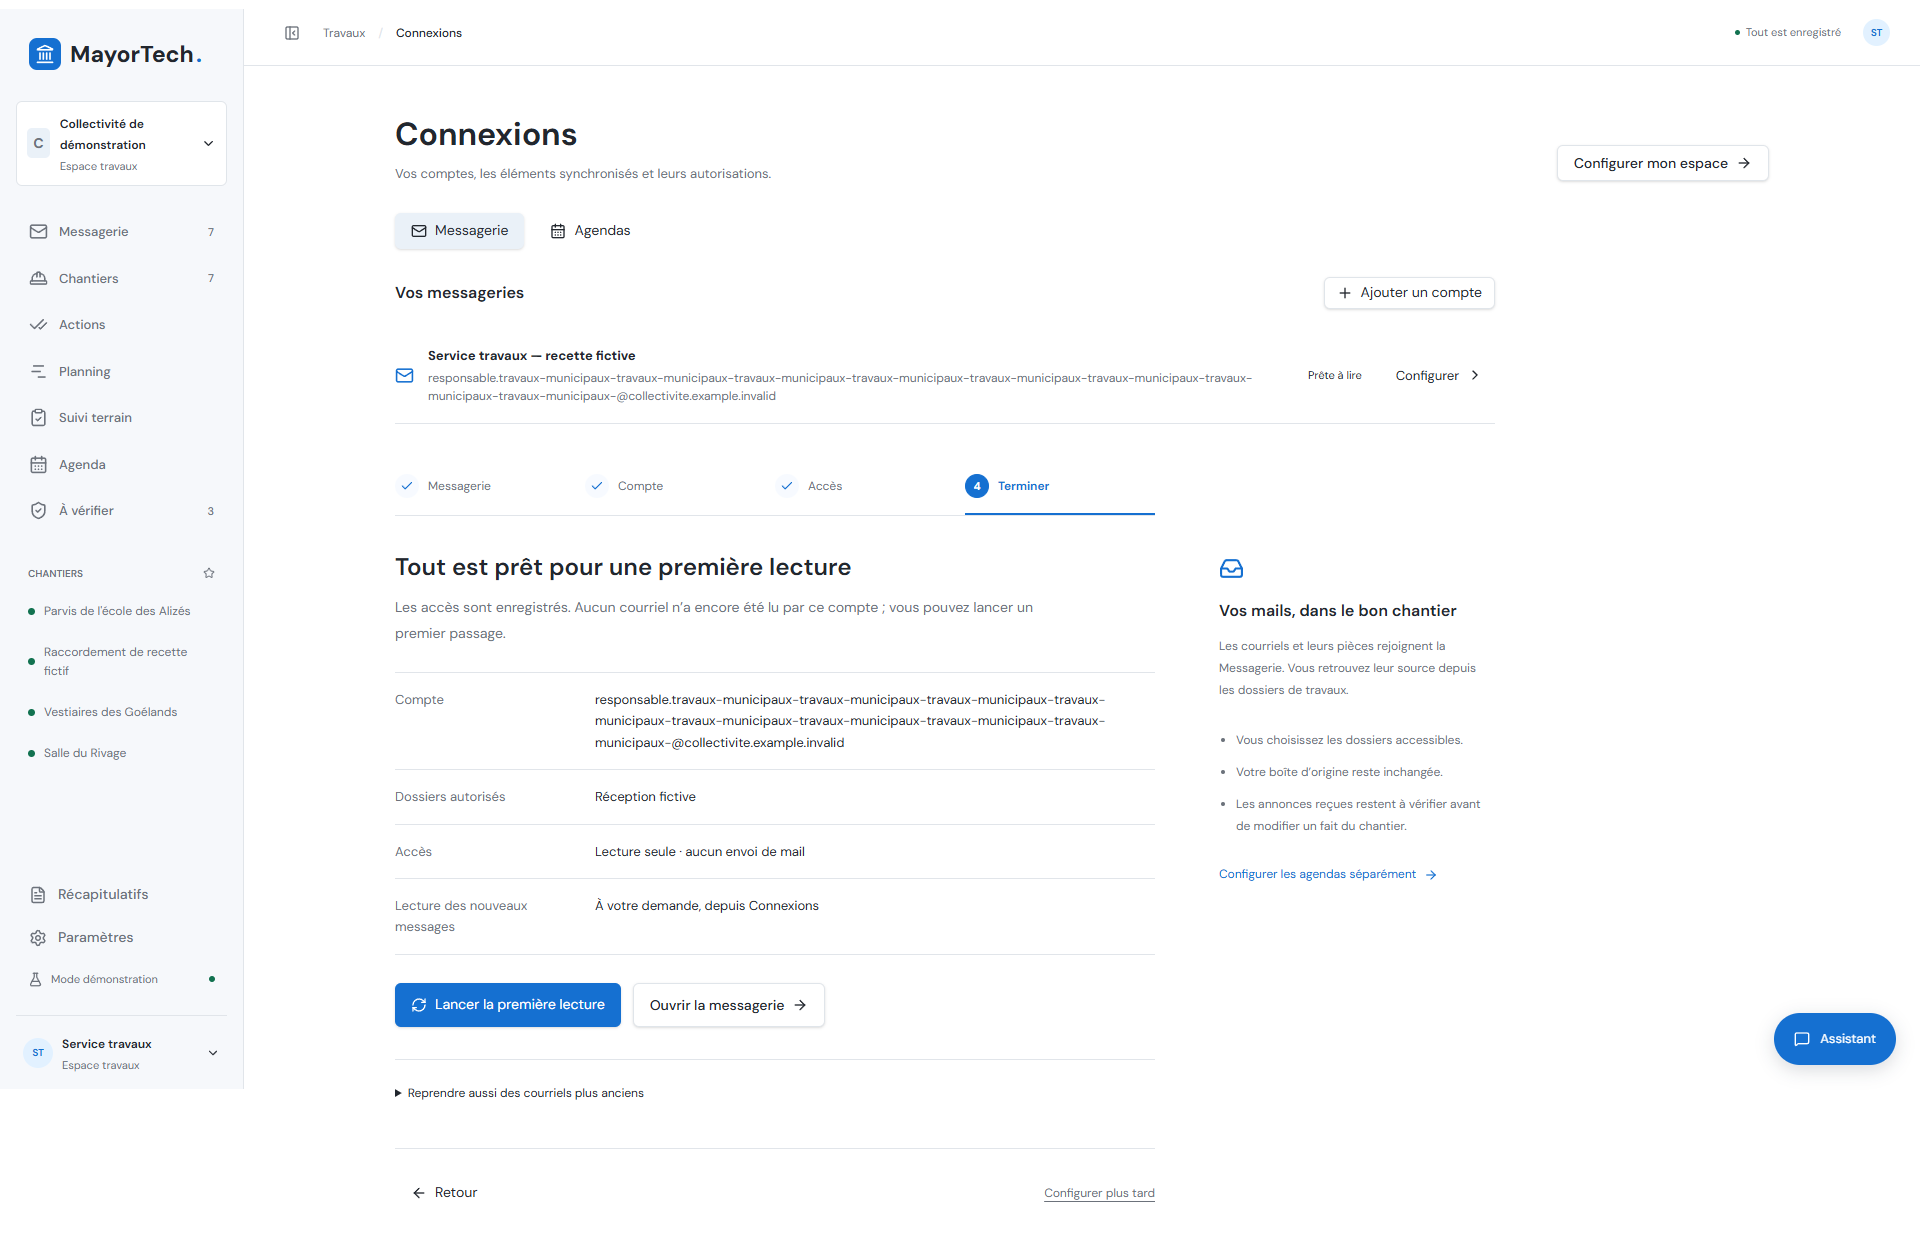 MayorTech.
C
Collectivité de
démonstration
Espace travaux
Messagerie 7
Chantiers 7
Actions
Planning
Suivi terrain
Agenda
À vérifier 3
CHANTIERS
Parvis de l'école des Alizés
Raccordement de recette
fictif
Vestiaires des Goélands
Salle du Rivage
Récapitulatifs
Paramètres
Mode démonstration
ST
Service travaux
Espace travaux
Travaux / Connexions
Tout est enregistré
ST
Connexions
Vos comptes, les éléments synchronisés et leurs autorisations.
Configurer mon espace
Messagerie
Agendas
Vos messageries
Ajouter un compte
Service travaux — recette fictive
responsable.travaux-municipaux-travaux-municipaux-travaux-municipaux-travaux-municipaux-travaux-municipaux-travaux-municipaux-travaux-
municipaux-travaux-municipaux-@collectivite.example.invalid
Prête à lire
Configurer
Messagerie
Compte
Accès
4 Terminer
Tout est prêt pour une première lecture
Les accès sont enregistrés. Aucun courriel n’a encore été lu par ce compte ; vous pouvez lancer un
premier passage.
Compte
responsable.travaux-municipaux-travaux-municipaux-travaux-municipaux-travaux-
municipaux-travaux-municipaux-travaux-municipaux-travaux-municipaux-travaux-
municipaux-@collectivite.example.invalid
Dossiers autorisés
Réception fictive
Accès
Lecture seule · aucun envoi de mail
Lecture des nouveaux
messages
À votre demande, depuis Connexions
Lancer la première lecture
Ouvrir la messagerie
Reprendre aussi des courriels plus anciens
Retour
Configurer plus tard
Vos mails, dans le bon chantier
Les courriels et leurs pièces rejoignent la
Messagerie. Vous retrouvez leur source depuis
les dossiers de travaux.
Vous choisissez les dossiers accessibles.
Votre boîte d’origine reste inchangée.
Les annonces reçues restent à vérifier avant
de modifier un fait du chantier.
Configurer les agendas séparément
Assistant